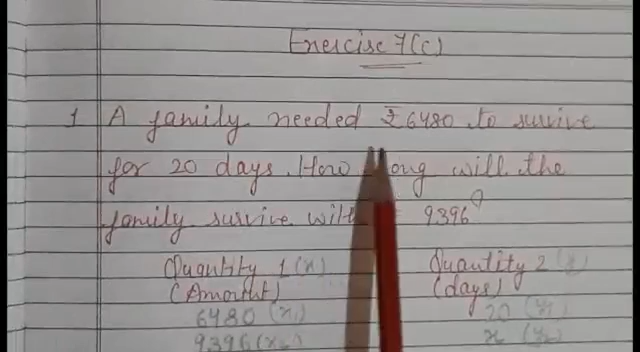 Exercise 7(c)
1 A family needed ₹6480 to survive
for 20 days. How long will the
family survive with 9396?
Quantity 1 (x) Quantity 2
(Amount) (days)
6480 (x₁) 20 (y₁)
9396 (x₂) x (y₂)